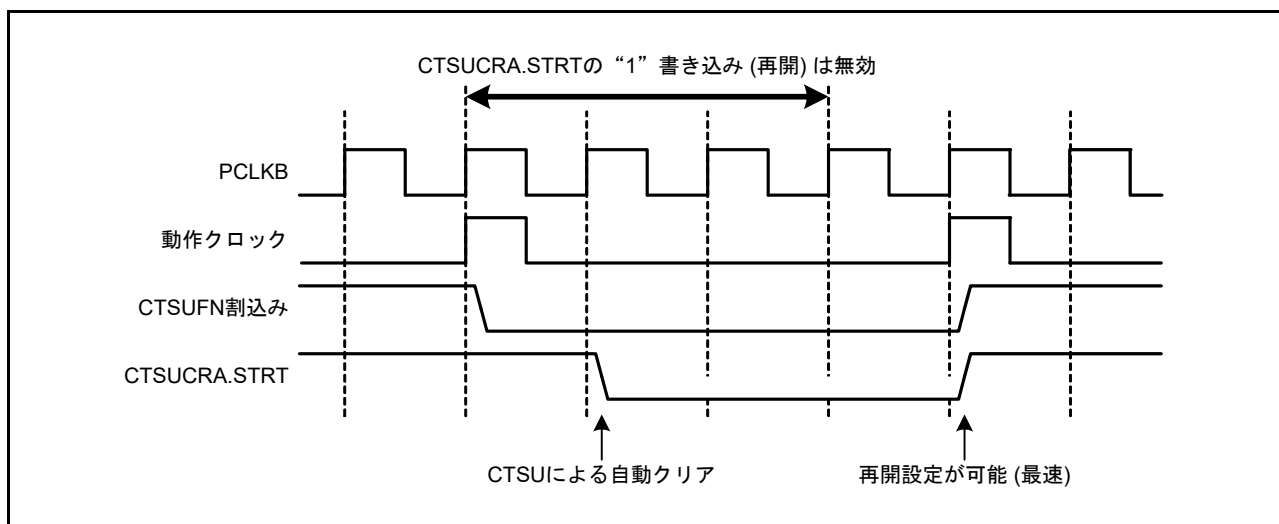 CTSUCRA.STRTの“1”書き込み (再開) は無効
PCLKB
動作クロック
CTSUFN割込み
CTSUCRA.STRT
CTSUによる自動クリア
再開設定が可能 (最速)